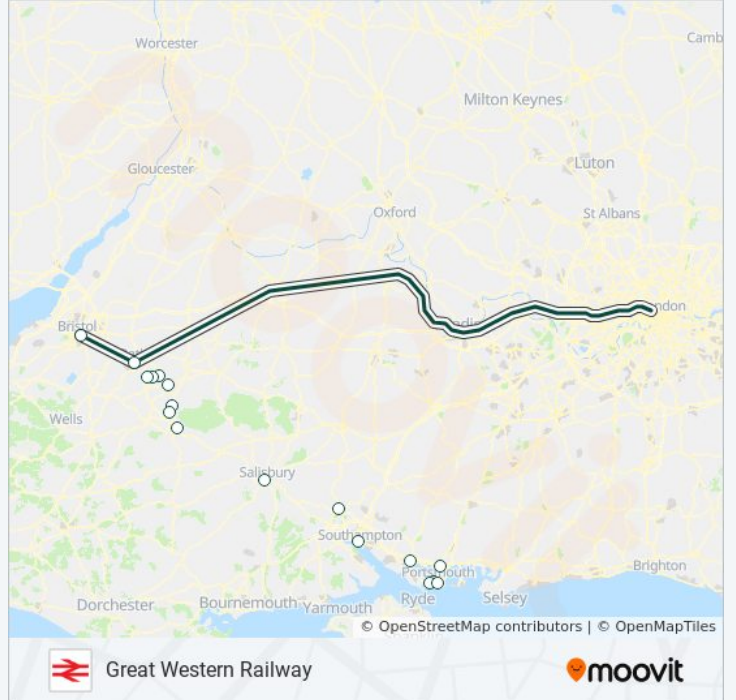 Worcester
Camb
Milton Keynes
Gloucester
Luton
Oxford
St Albans
ndon
Bristol
Wells
Salisbury
Southampton
Portsmouth
Brighton
Dorchester
Bournemouth
Yarmouth
Ryde
Selsey
© OpenStreetMap contributors | © OpenMapTiles
Great Western Railway
moovit